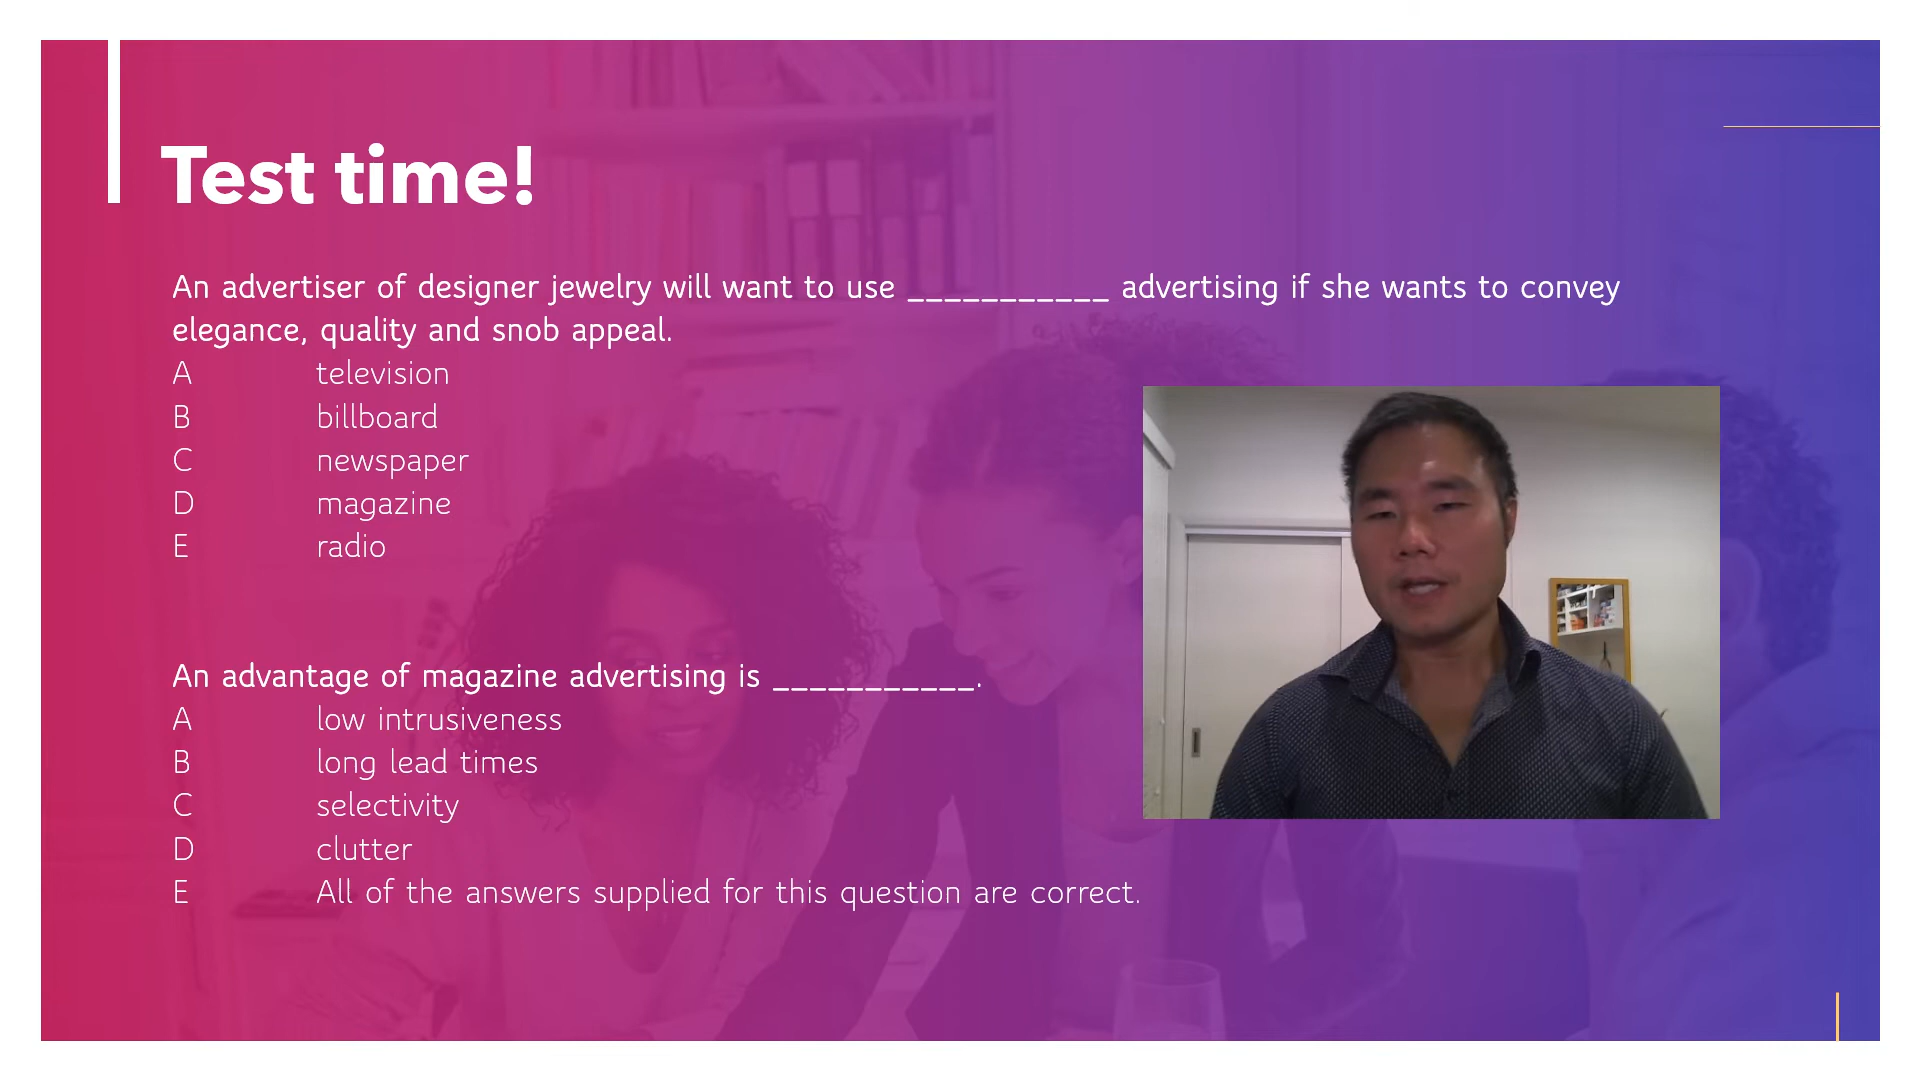 Test time!
An advertiser of designer jewelry will want to use ___________ advertising if she wants to convey
elegance, quality and snob appeal.
A television
B billboard
C newspaper
D magazine
E radio
An advantage of magazine advertising is ___________.
A low intrusiveness
B long lead times
C selectivity
D clutter
E All of the answers supplied for this question are correct.